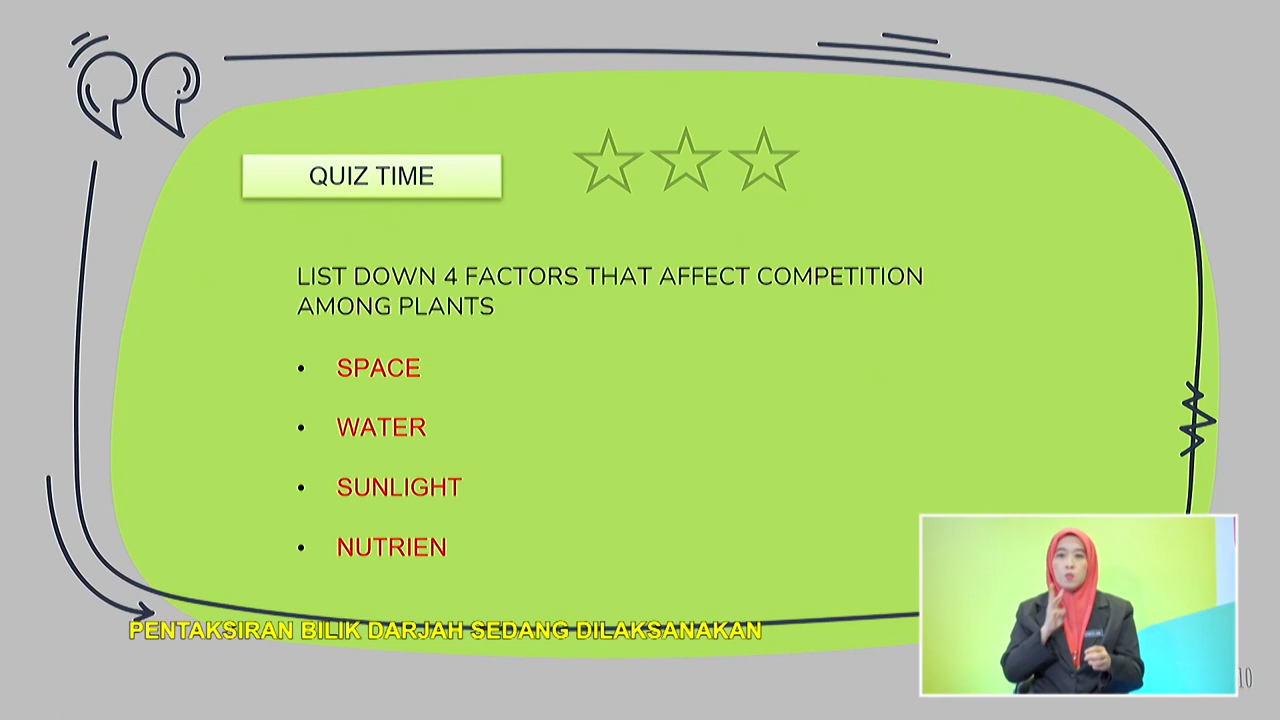 QUIZ TIME
LIST DOWN 4 FACTORS THAT AFFECT COMPETITION
AMONG PLANTS
• SPACE
• WATER
• SUNLIGHT
• NUTRIEN
PENTAKSIRAN BILIK DARJAH SEDANG DILAKSANAKAN
10